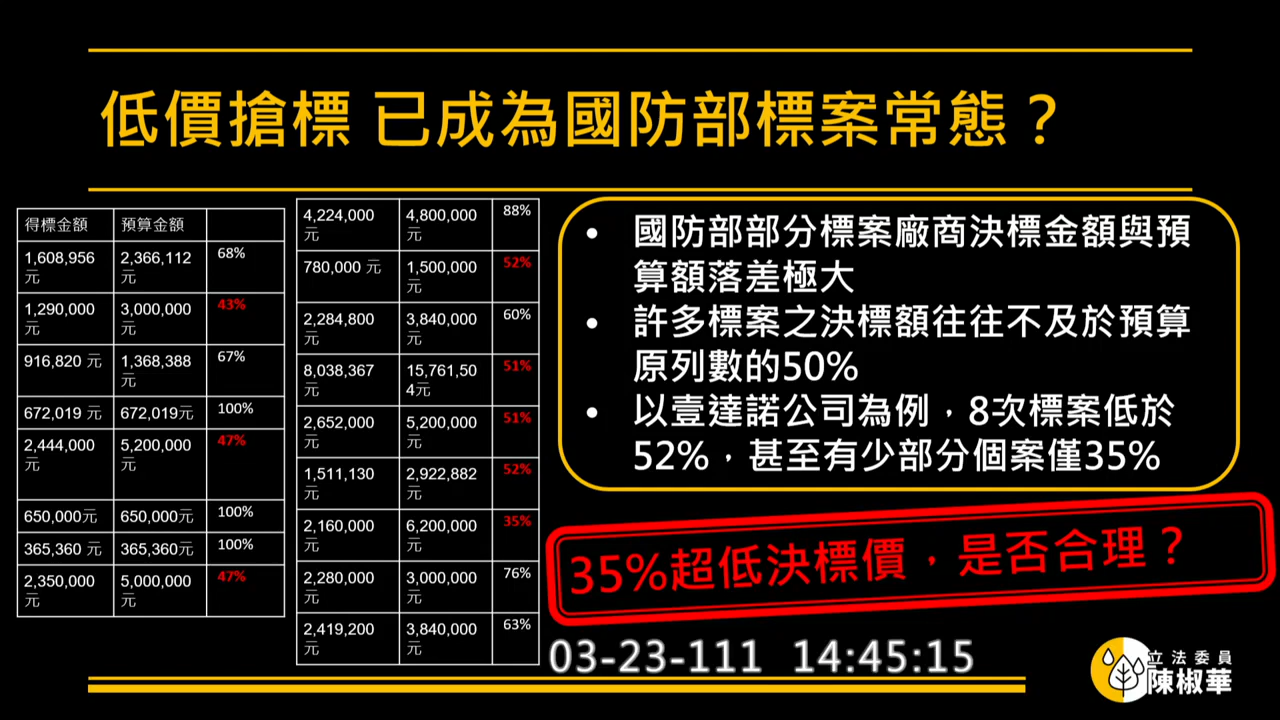 低價搶標 已成為國防部標案常態？
得標金額 預算金額
1,608,956 元 2,366,112 元 68%
1,290,000 元 3,000,000 元 43%
916,820 元 1,368,388 元 67%
672,019 元 672,019元 100%
2,444,000 元 5,200,000 元 47%
650,000元 650,000元 100%
365,360 元 365,360元 100%
2,350,000 元 5,000,000 元 47%
4,224,000 元 4,800,000 元 88%
780,000 元 1,500,000 元 52%
2,284,800 元 3,840,000 元 60%
8,038,367 元 15,761,504元 51%
2,652,000 元 5,200,000 元 51%
1,511,130 元 2,922,882 元 52%
2,160,000 元 6,200,000 元 35%
2,280,000 元 3,000,000 元 76%
2,419,200 元 3,840,000 元 63%
• 國防部部分標案廠商決標金額與預
算額落差極大
• 許多標案之決標額往往不及於預算
原列數的50%
• 以壹達諾公司為例，8次標案低於
52%，甚至有少部分個案僅35%
35%超低決標價，是否合理？
03-23-111 14:45:15
立法委員
陳椒華